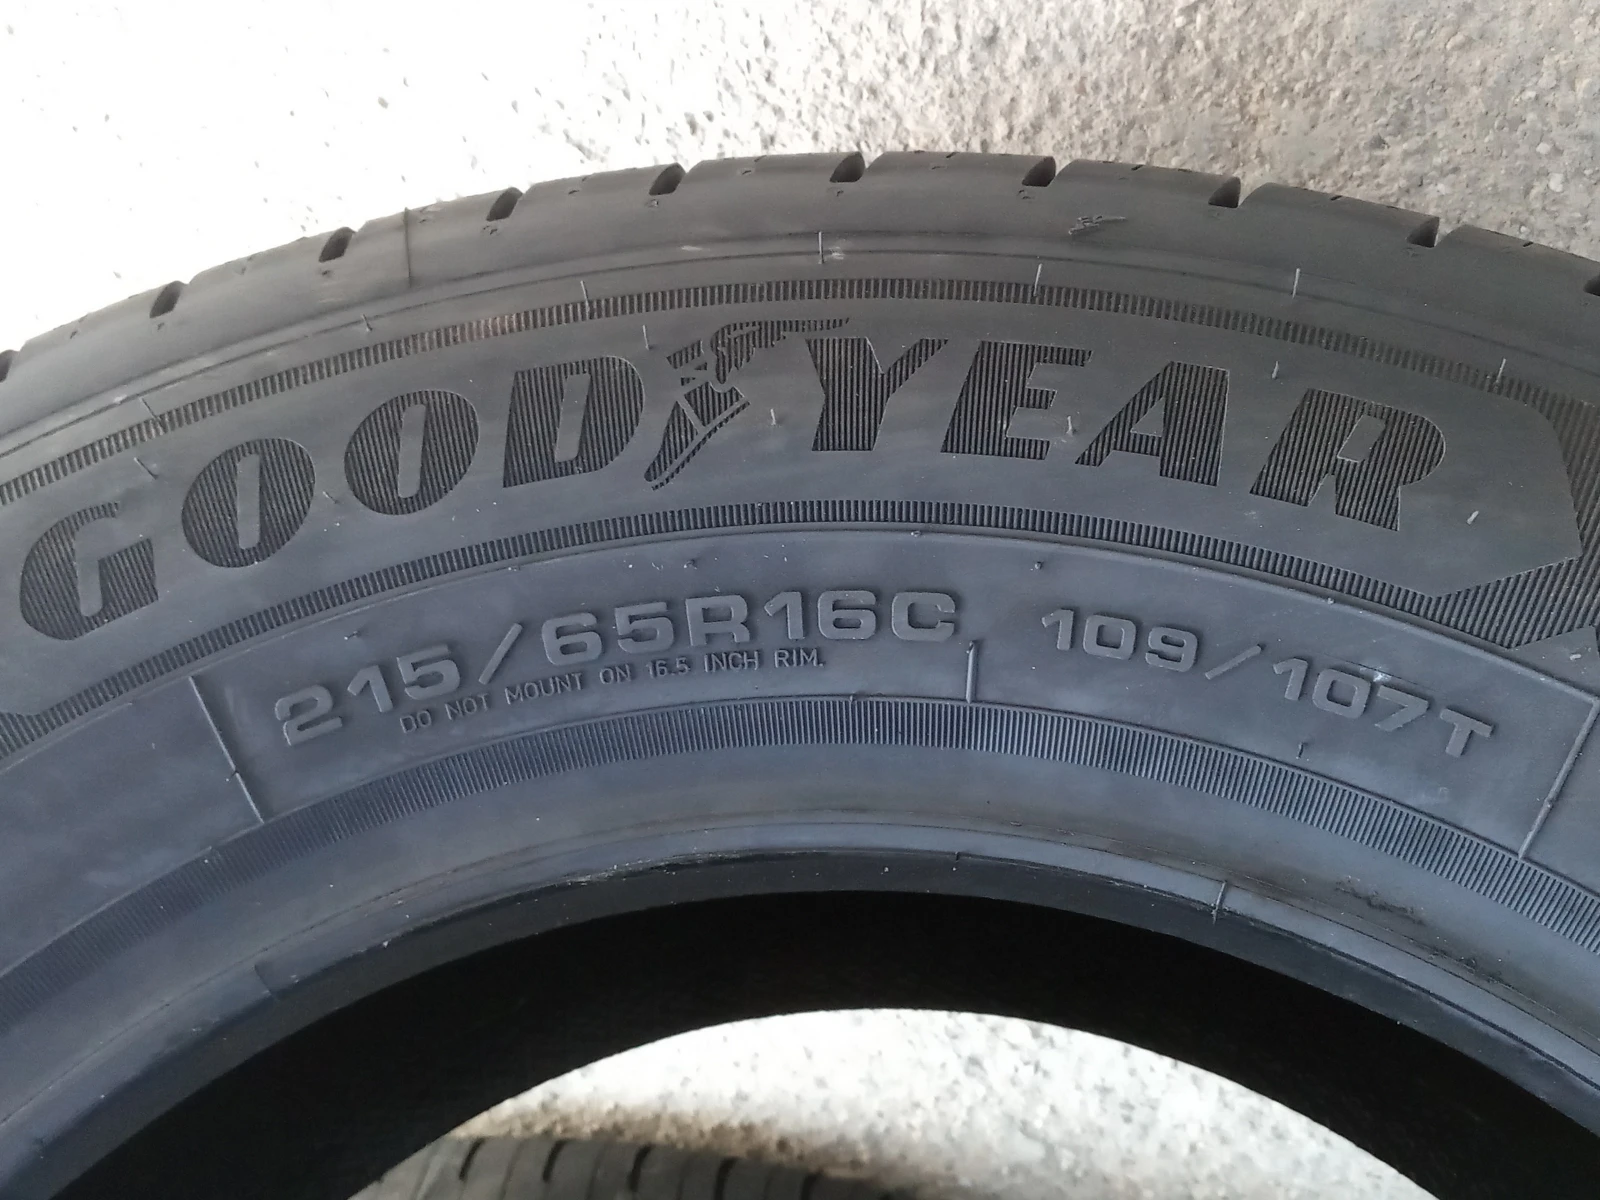 GOODYEAR
215/65R16C 109/107T
DO NOT MOUNT ON 16.5 INCH RIM.